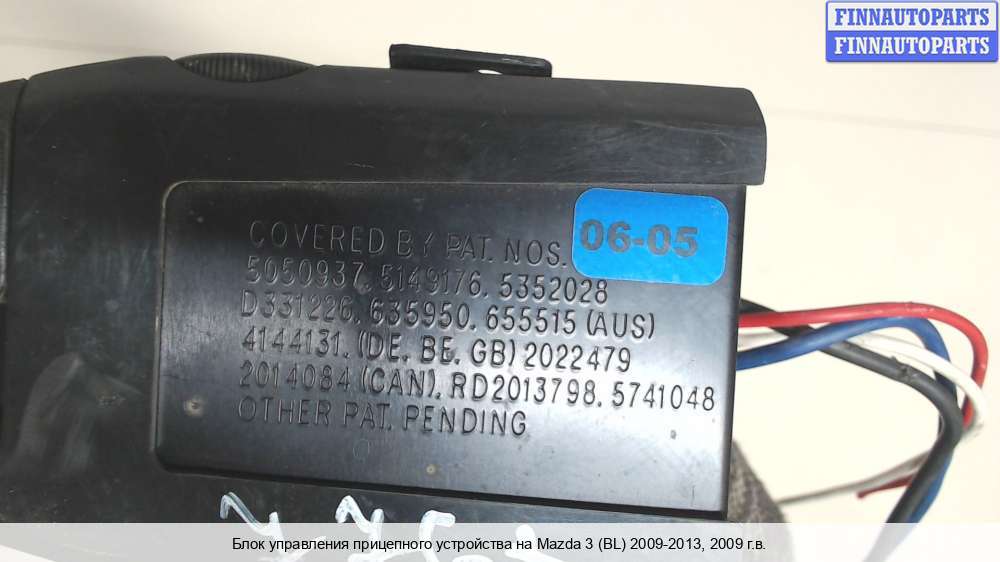 FINNAUTOPARTS
FINNAUTOPARTS
COVERED BY PAT. NOS. 06-05
5050937, 5149176, 5352028
D331226, 635950, 655515 (AUS)
4144131, (DE, BE, GB) 2022479
2014084 (CAN), RD2013798, 5741048
OTHER PAT. PENDING
Блок управления прицепного устройства на Mazda 3 (BL) 2009-2013, 2009 г.в.